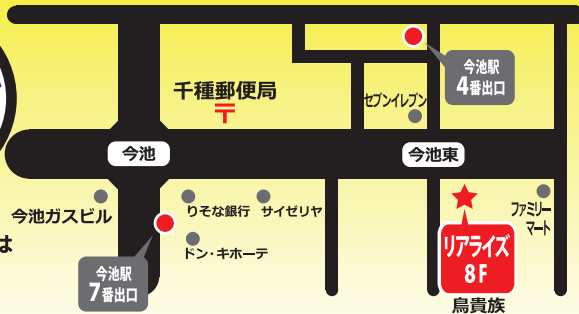 今池駅
4番出口
千種郵便局
〒
セブンイレブン
今池
今池東
今池ガスビル
りそな銀行
サイゼリヤ
ファミリー
マート
は
ドン・キホーテ
リアライズ
8F
今池駅
7番出口
鳥貴族